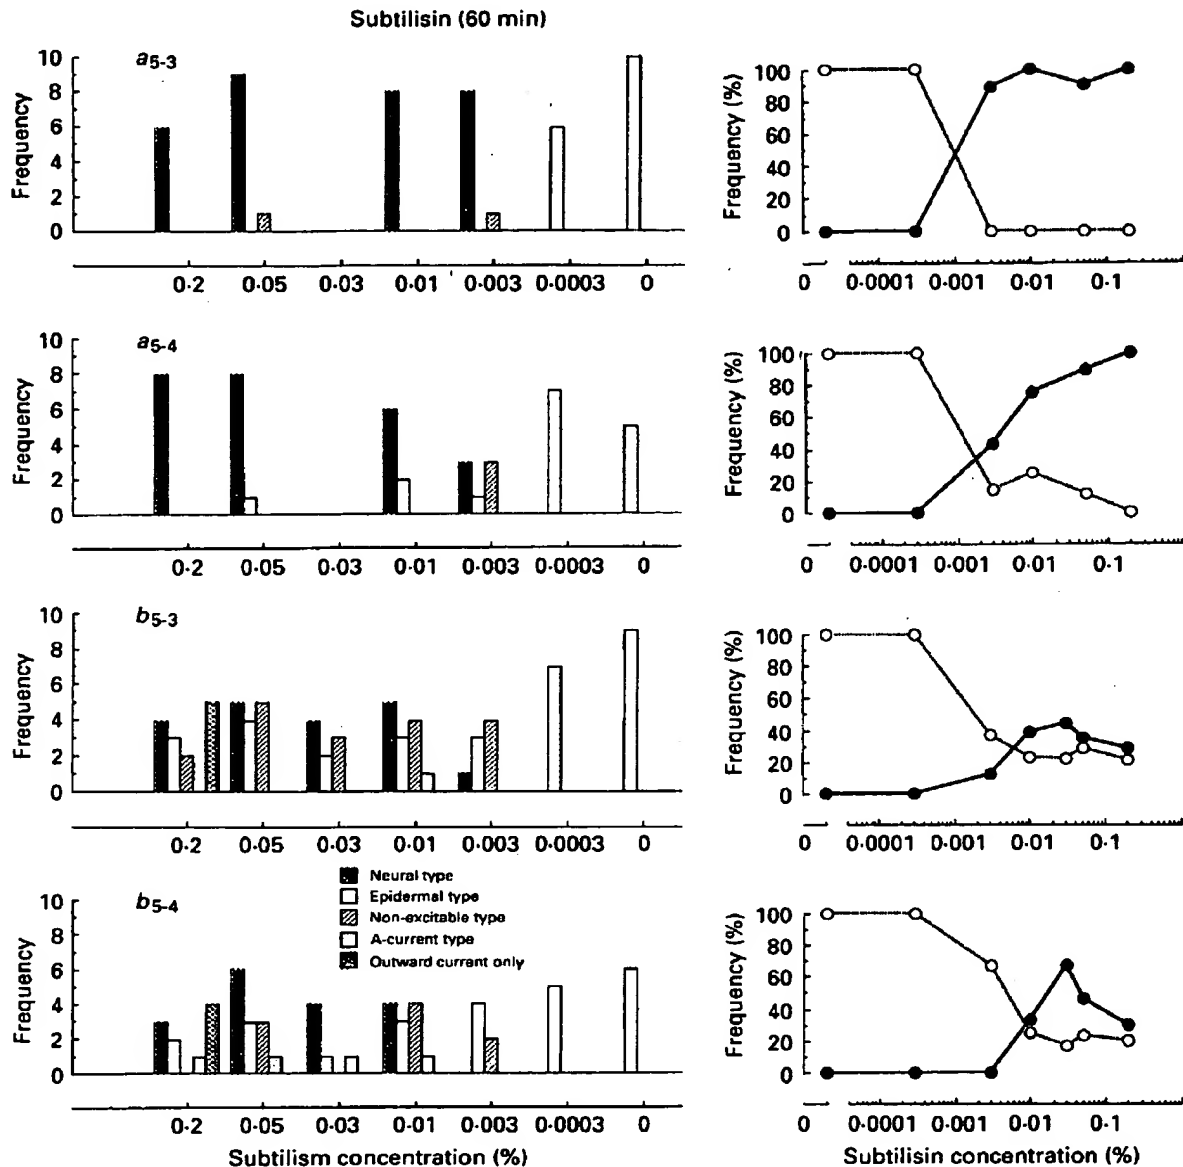 Subtilisin (60 min)
a5-3
Frequency
10
8
6
4
2
0
0·2 0·05 0·03 0·01 0·003 0·0003 0
Frequency (%)
100
80
60
40
20
0
0 0·0001 0·001 0·01 0·1
a5-4
Frequency
10
8
6
4
2
0
0·2 0·05 0·03 0·01 0·003 0·0003 0
Frequency (%)
100
80
60
40
20
0
0 0·0001 0·001 0·01 0·1
b5-3
Frequency
10
8
6
4
2
0
0·2 0·05 0·03 0·01 0·003 0·0003 0
Frequency (%)
100
80
60
40
20
0
0 0·0001 0·001 0·01 0·1
b5-4
Neural type
Epidermal type
Non-excitable type
A-current type
Outward current only
Frequency
10
8
6
4
2
0
0·2 0·05 0·03 0·01 0·003 0·0003 0
Subtilism concentration (%)
Frequency (%)
100
80
60
40
20
0
0 0·0001 0·001 0·01 0·1
Subtilisin concentration (%)